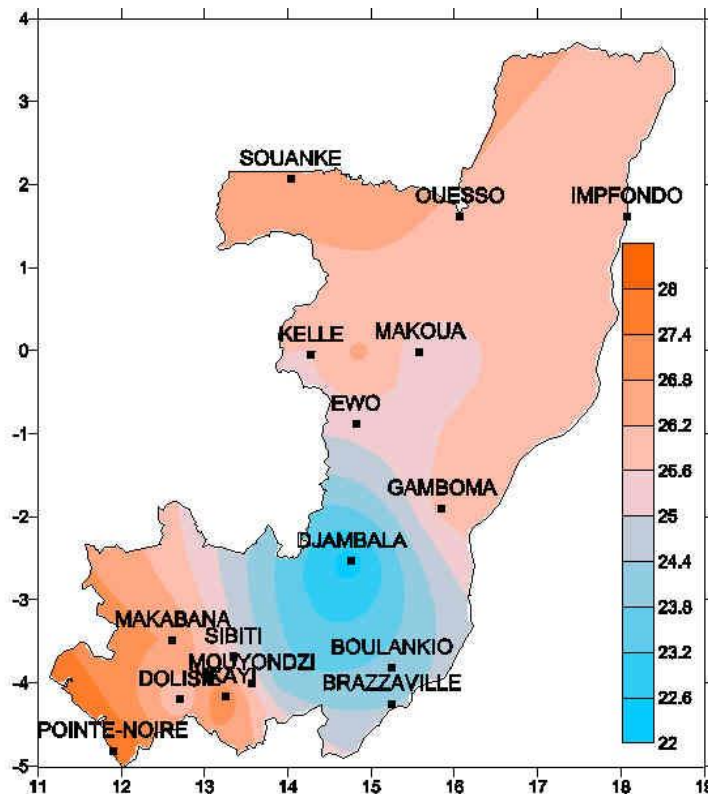 4
3
SOUANKE
2
OUESSO
IMPFONDO
1
28
27.4
KELLE
MAKOUA
0
26.8
EWO
26.2
-1
25.6
GAMBOMA
25
-2
DJAMBALA
24.4
-3
23.8
MAKABANA
SIBITI
23.2
MOUYONDZI
BOULANKIO
DOLISIE
-4
BRAZZAVILLE
22.6
POINTE-NOIRE
22
-5
11 12 13 14 15 16 17 18 19